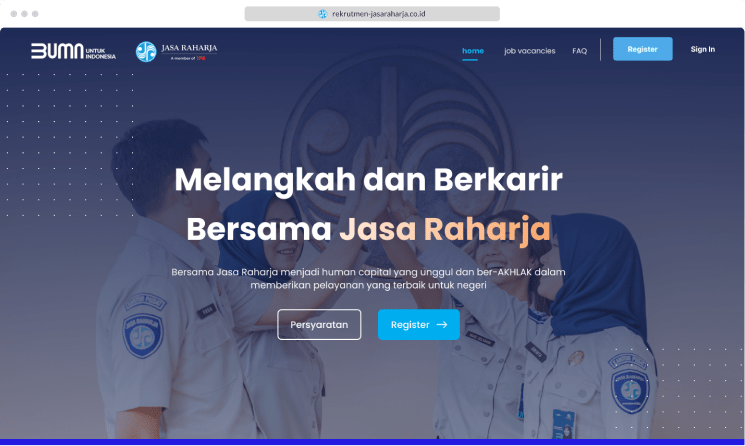 rekrutmen-jasaraharja.co.id
BUMN UNTUK INDONESIA
JASA RAHARJA
A member of IFG
home job vacancies FAQ Register Sign In
Melangkah dan Berkarir
Bersama Jasa Raharja
Bersama Jasa Raharja menjadi human capital yang unggul dan ber-AKHLAK dalam
memberikan pelayanan yang terbaik untuk negeri
Persyaratan Register →